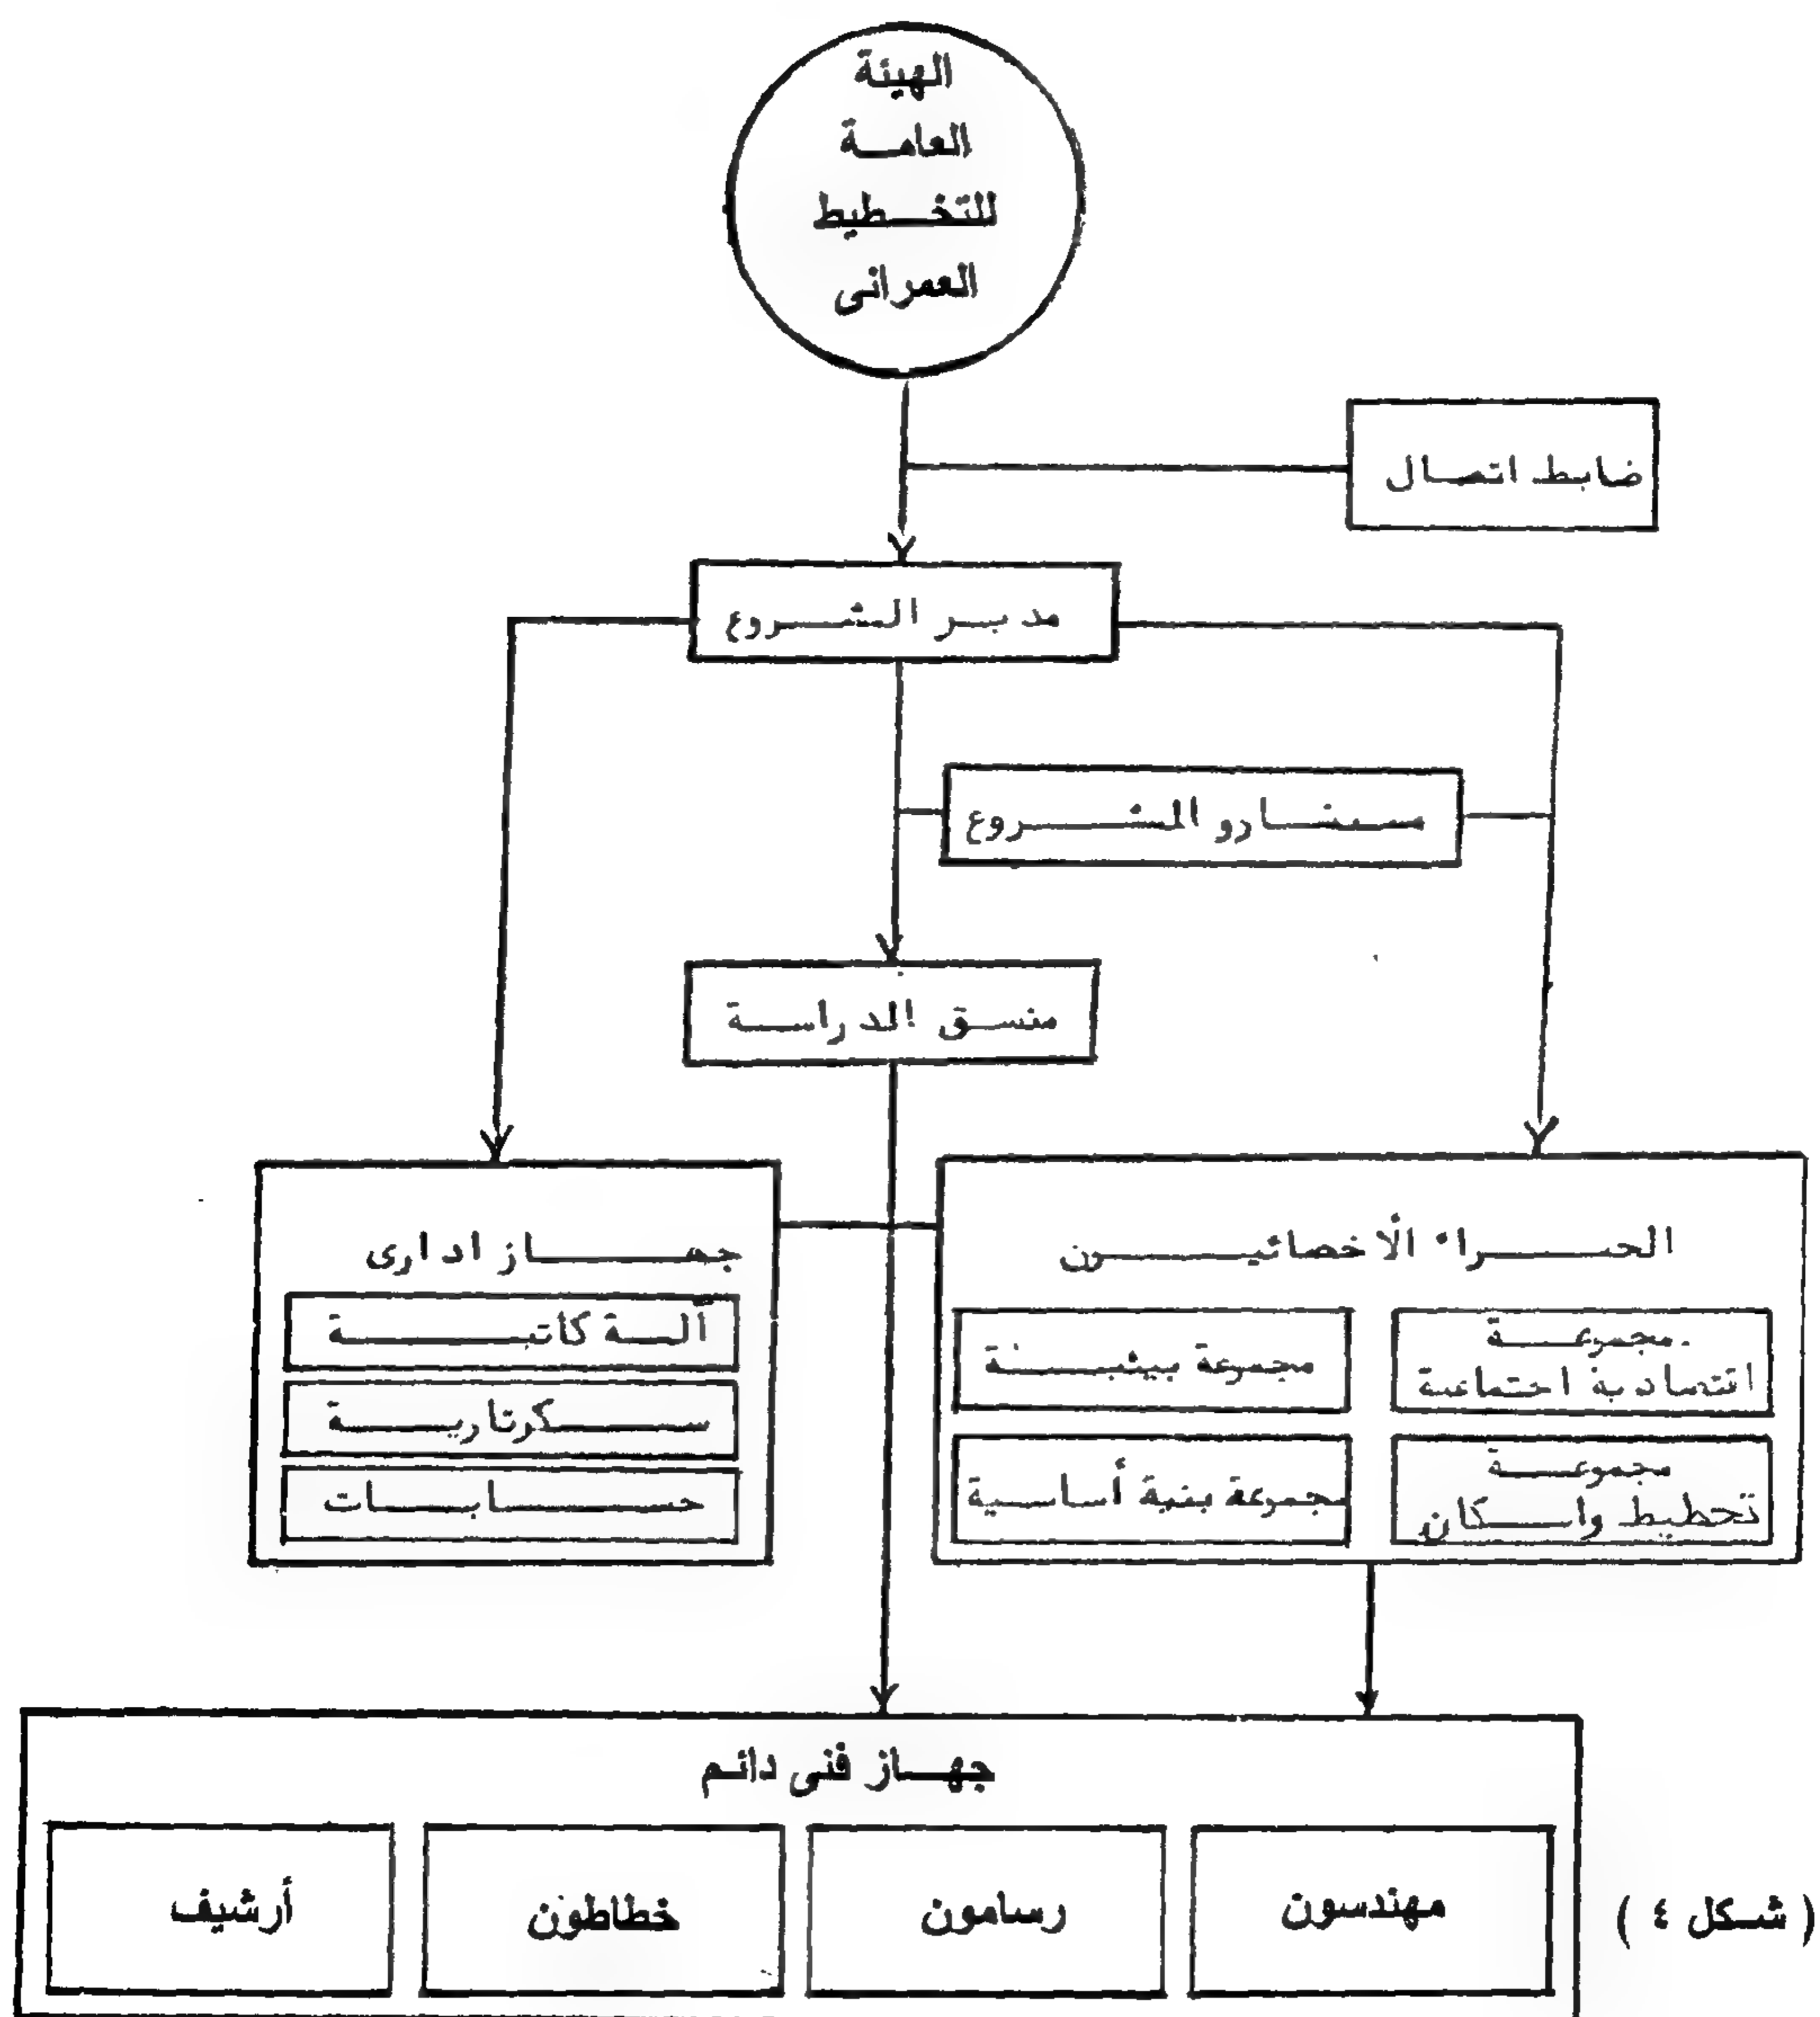 الهيئة
العامة
للتخطيط
العمرانى
ضابط اتصال
مدير المشروع
مستشارو المشروع
منسق الدراسة
الخبراء الأخصائيون
مجموعة
اقتصادية اجتماعية
مجموعة بيئية
مجموعة
تخطيط واسكان
مجموعة بنية أساسية
جهاز ادارى
آلة كاتبة
سكرتارية
حسابات
جهاز فنى دائم
مهندسون
رسامون
خطاطون
أرشيف
( شكل ٤ )